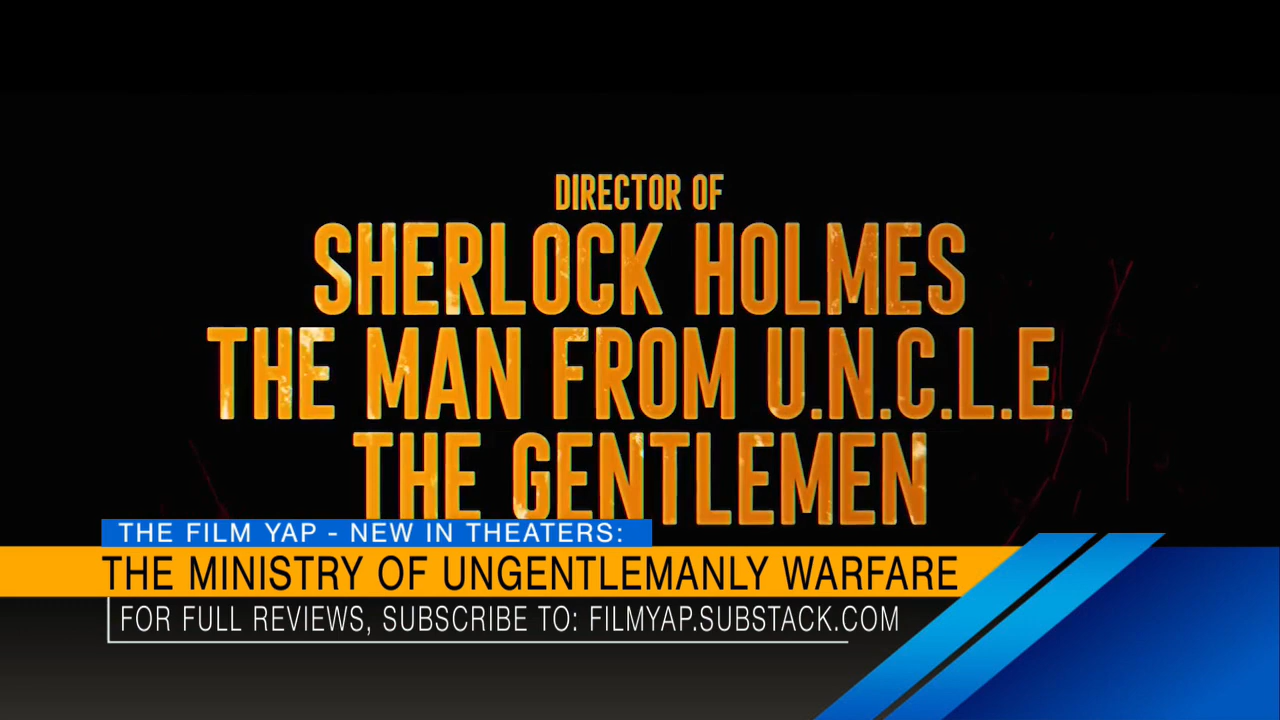 DIRECTOR OF
SHERLOCK HOLMES
THE MAN FROM U.N.C.L.E.
THE GENTLEMEN
THE FILM YAP - NEW IN THEATERS:
THE MINISTRY OF UNGENTLEMANLY WARFARE
FOR FULL REVIEWS, SUBSCRIBE TO: FILMYAP.SUBSTACK.COM